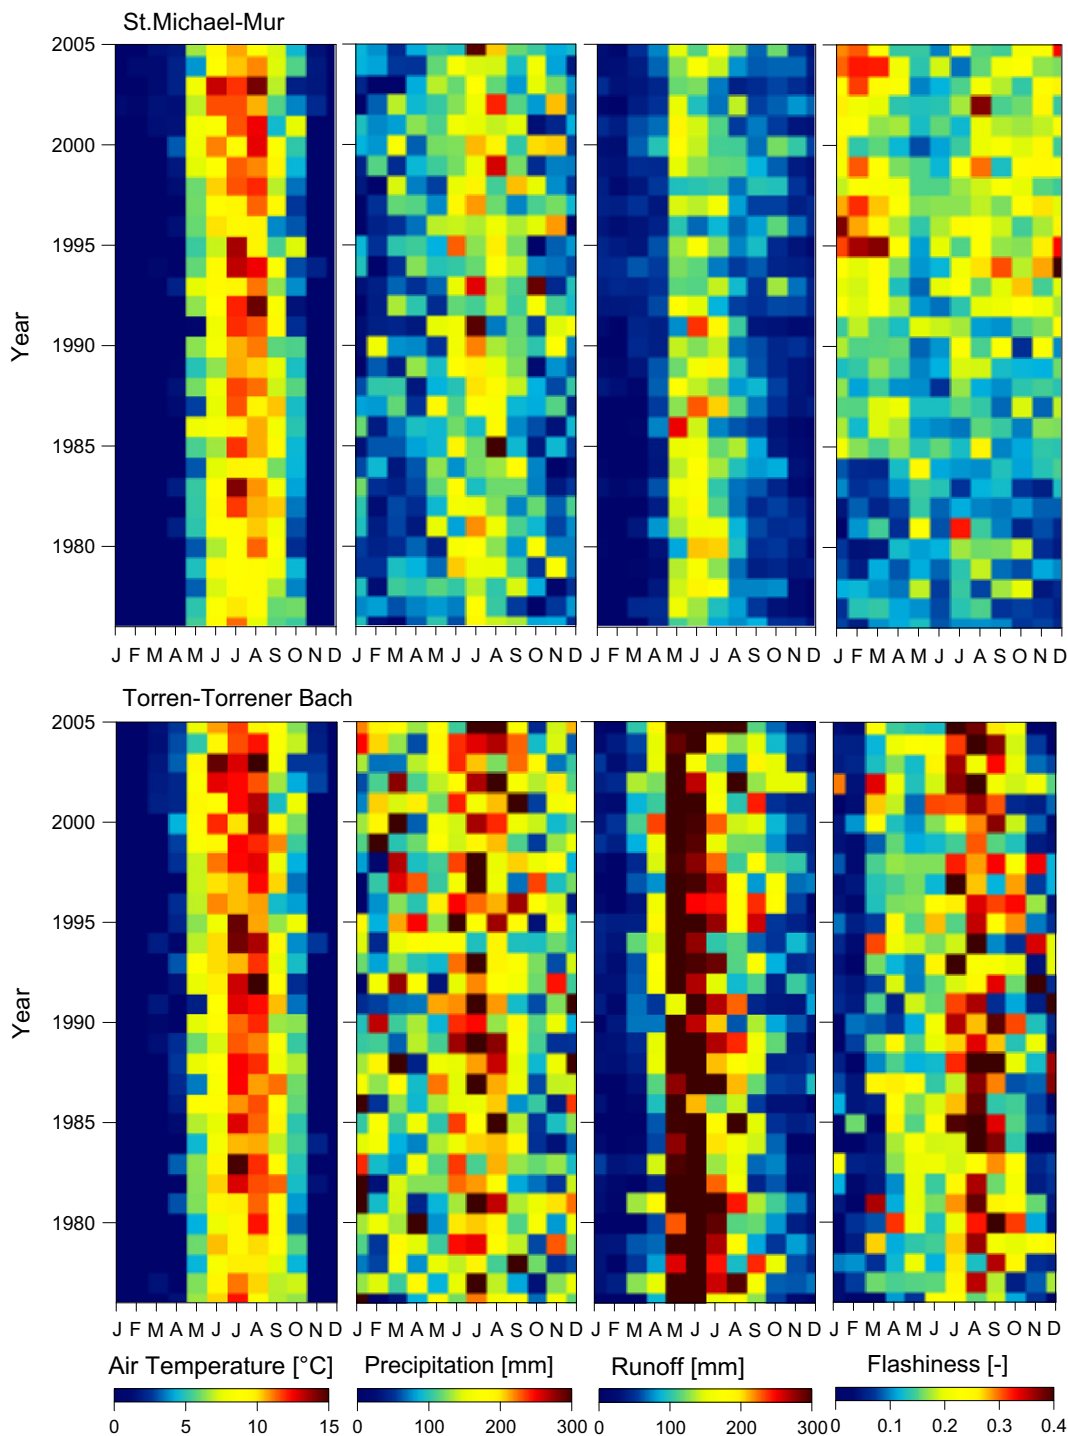 St.Michael-Mur
2005
2000
1995
1990
1985
1980
Year
J F M A M J J A S O N D
J F M A M J J A S O N D
J F M A M J J A S O N D
J F M A M J J A S O N D
Torren-Torrener Bach
2005
2000
1995
1990
1985
1980
Year
J F M A M J J A S O N D
J F M A M J J A S O N D
J F M A M J J A S O N D
J F M A M J J A S O N D
Air Temperature [°C]
0 5 10 15
Precipitation [mm]
0 100 200 300
Runoff [mm]
0 100 200 300
Flashiness [-]
0 0.1 0.2 0.3 0.4